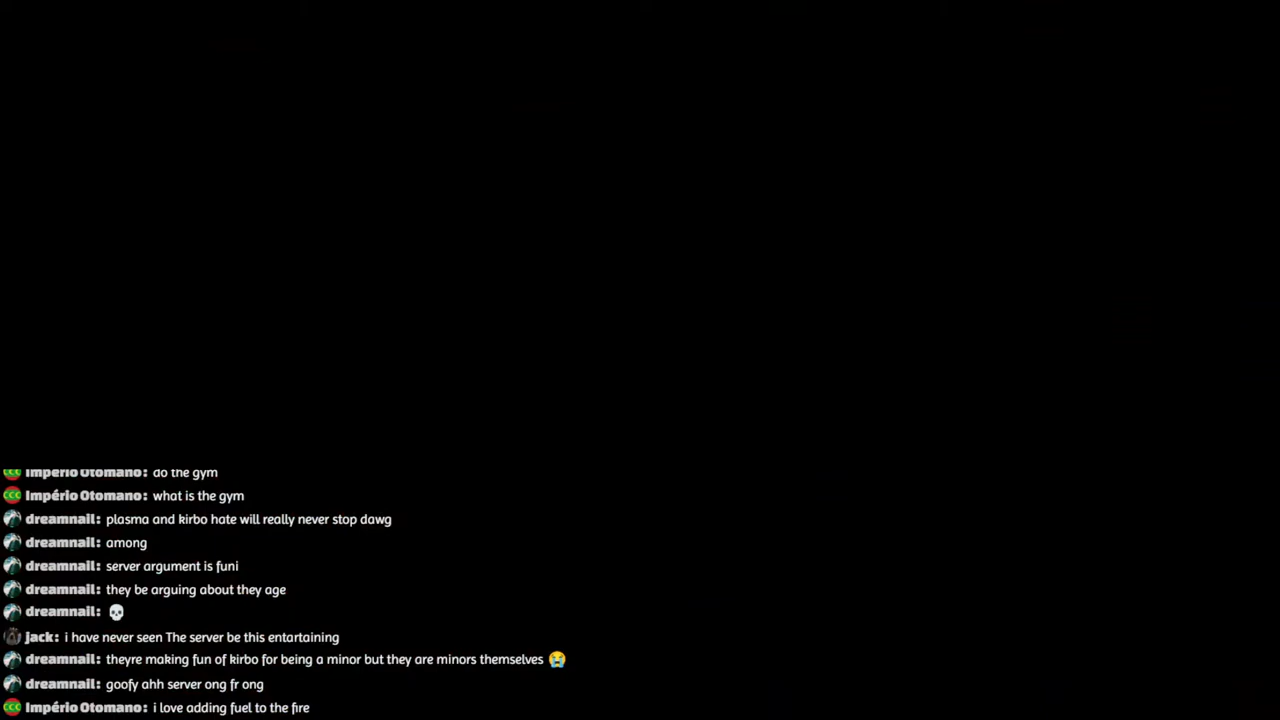 Império Otomano: do the gym
Império Otomano: what is the gym
dreamnail: plasma and kirbo hate will really never stop dawg
dreamnail: among
dreamnail: server argument is funi
dreamnail: they be arguing about they age
dreamnail: 💀
jack: i have never seen The server be this entartaining
dreamnail: theyre making fun of kirbo for being a minor but they are minors themselves 😭
dreamnail: goofy ahh server ong fr ong
Império Otomano: i love adding fuel to the fire